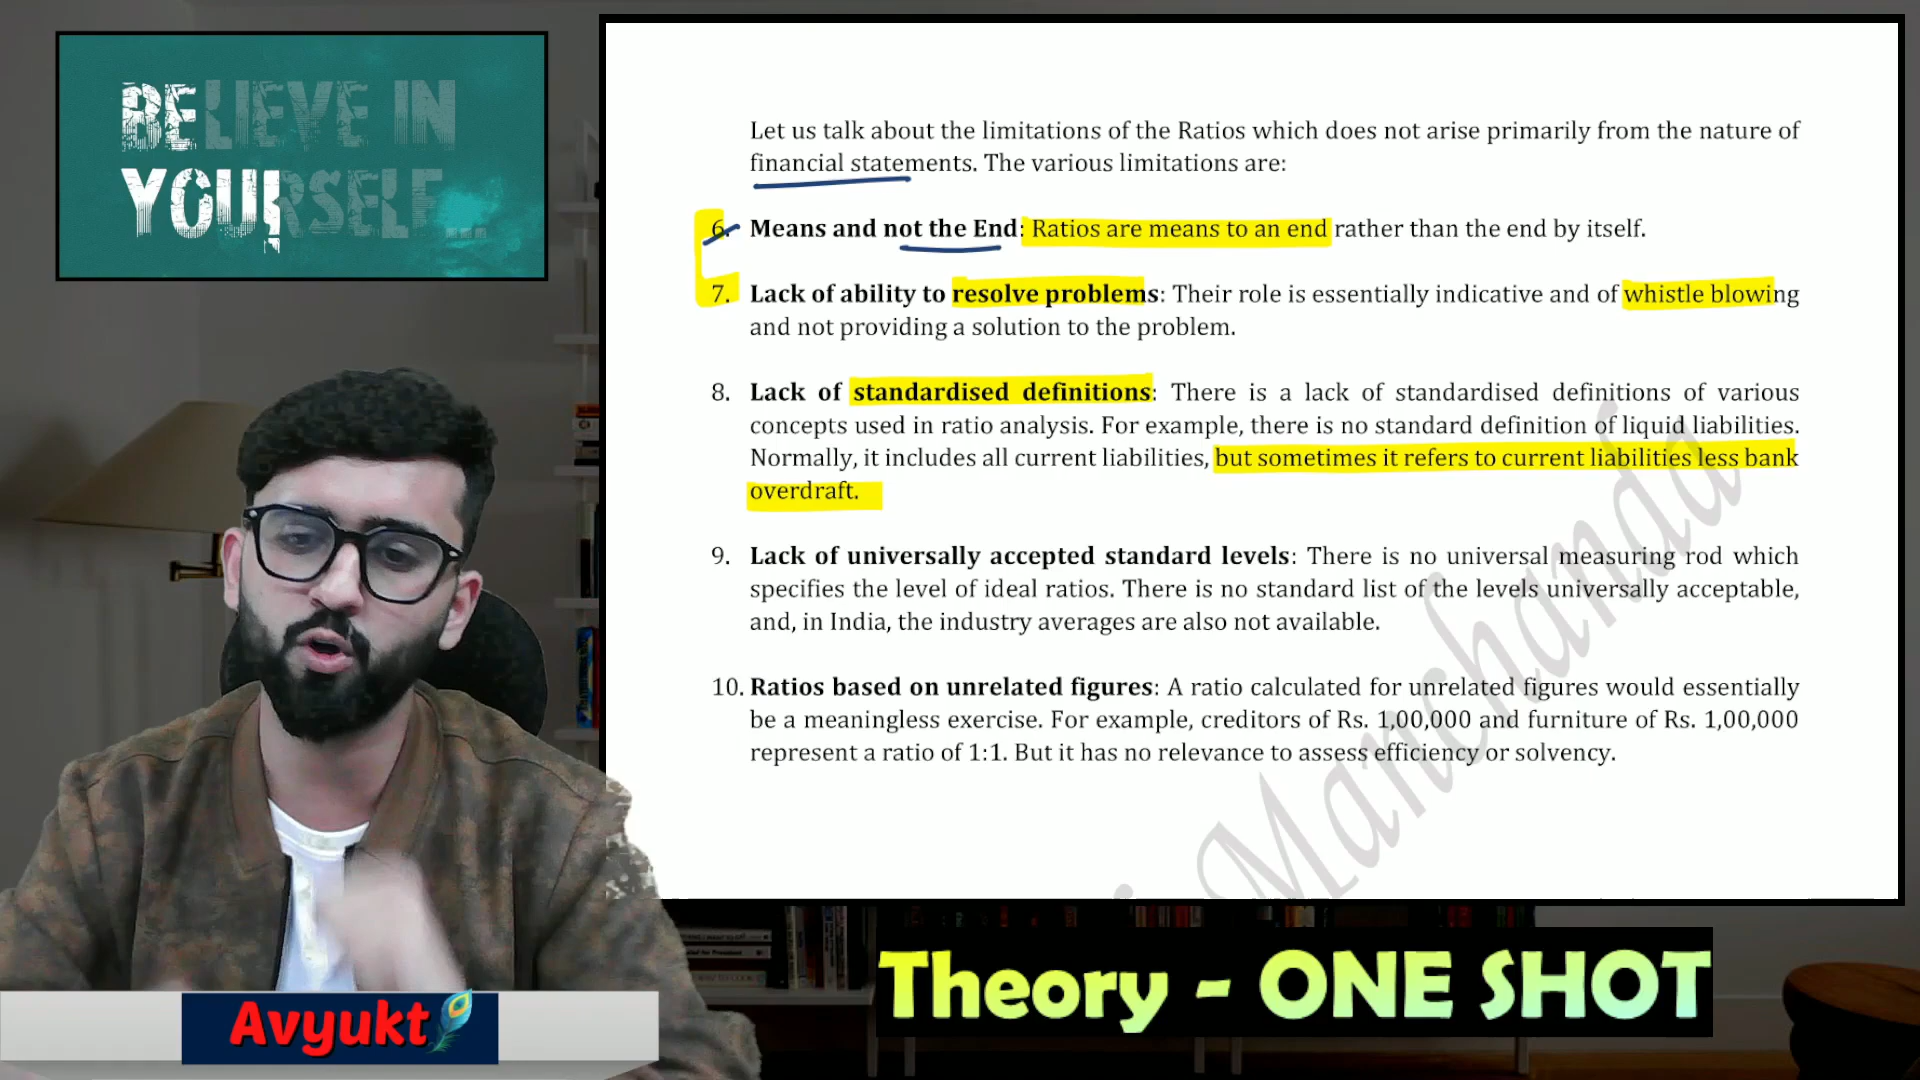 BELIEVE IN
YOURSELF...
Let us talk about the limitations of the Ratios which does not arise primarily from the nature of
financial statements. The various limitations are:
6. Means and not the End: Ratios are means to an end rather than the end by itself.
7. Lack of ability to resolve problems: Their role is essentially indicative and of whistle blowing
and not providing a solution to the problem.
8. Lack of standardised definitions: There is a lack of standardised definitions of various
concepts used in ratio analysis. For example, there is no standard definition of liquid liabilities.
Normally, it includes all current liabilities, but sometimes it refers to current liabilities less bank
overdraft.
9. Lack of universally accepted standard levels: There is no universal measuring rod which
specifies the level of ideal ratios. There is no standard list of the levels universally acceptable,
and, in India, the industry averages are also not available.
10. Ratios based on unrelated figures: A ratio calculated for unrelated figures would essentially
be a meaningless exercise. For example, creditors of Rs. 1,00,000 and furniture of Rs. 1,00,000
represent a ratio of 1:1. But it has no relevance to assess efficiency or solvency.
Manchanda
Theory - ONE SHOT
Avyukt